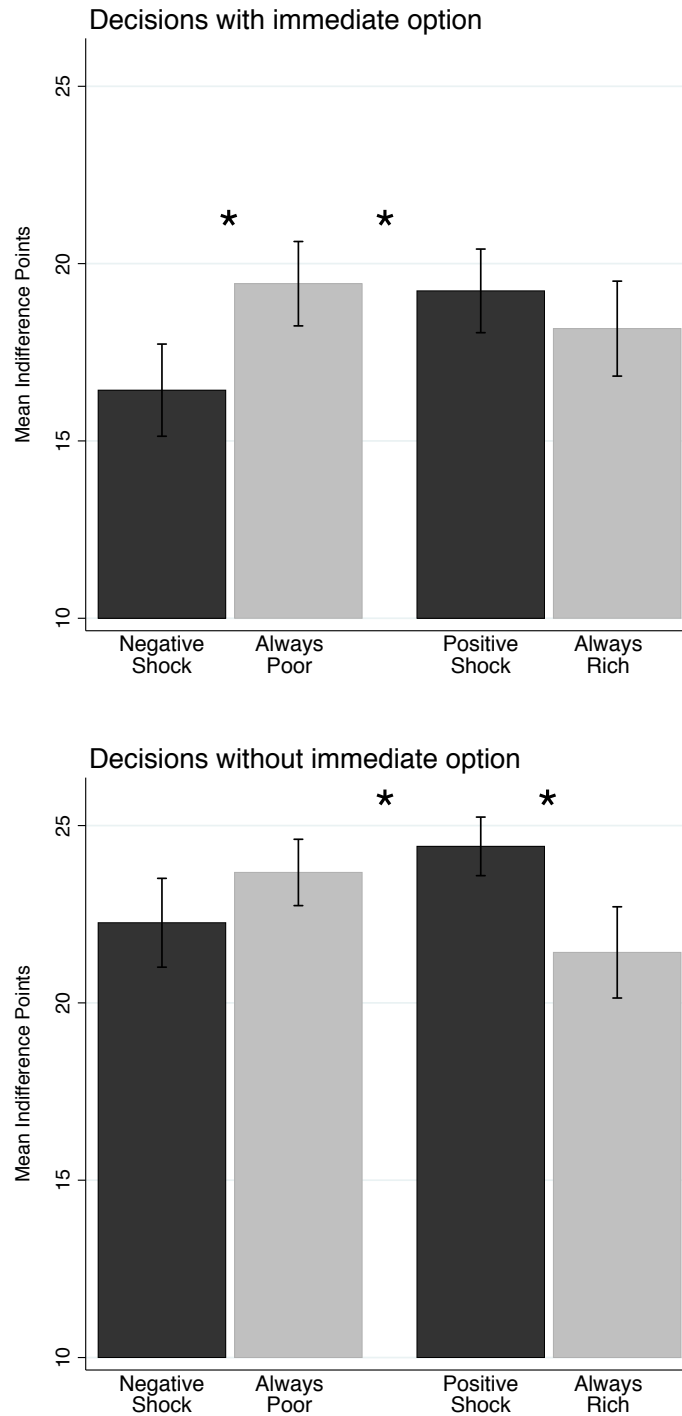 Decisions with immediate option
25
20
15
10
Mean Indifference Points
* *
Negative Shock
Always Poor
Positive Shock
Always Rich
Decisions without immediate option
25
20
15
10
Mean Indifference Points
* *
Negative Shock
Always Poor
Positive Shock
Always Rich